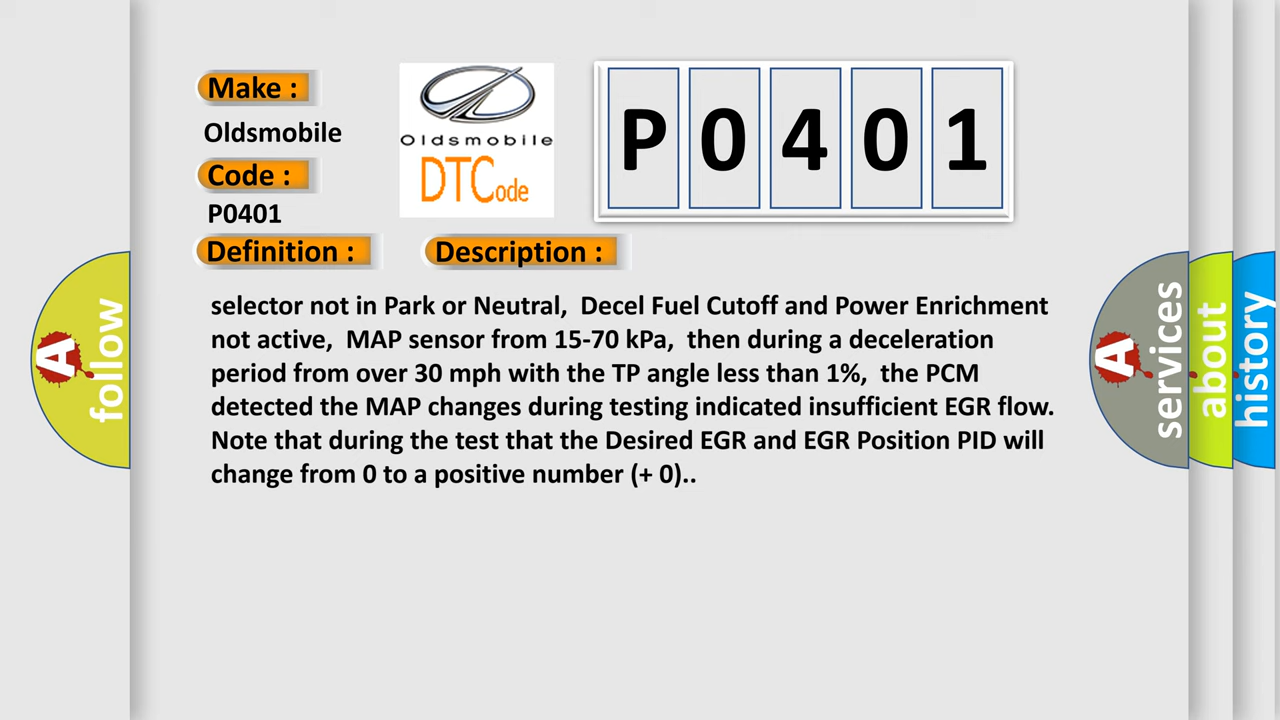 Make :
Oldsmobile
Code :
P0401
Definition :
Description :
Oldsmobile
DTCode
P0401
selector not in Park or Neutral,  Decel Fuel Cutoff and Power Enrichment
not active,  MAP sensor from 15-70 kPa,  then during a deceleration
period from over 30 mph with the TP angle less than 1%,  the PCM
detected the MAP changes during testing indicated insufficient EGR flow.
Note that during the test that the Desired EGR and EGR Position PID will
change from 0 to a positive number (+ 0)..
A
follow
A
services
about
history